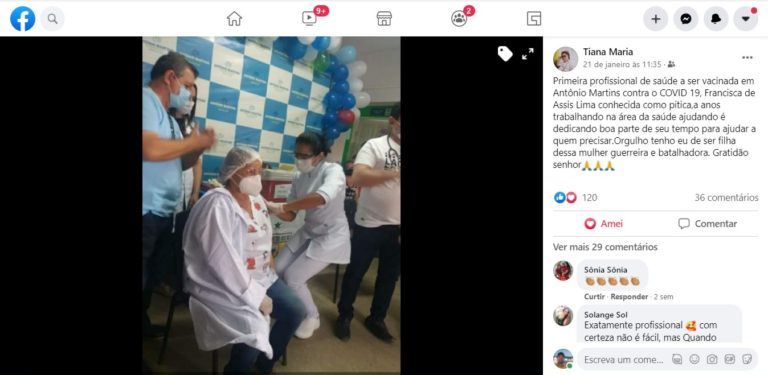 9+
2
Tiana Maria
21 de janeiro às 11:35 ·
Primeira profissional de saúde a ser vacinada em
Antônio Martins contra o COVID 19, Francisca de
Assis Lima conhecida como pitica,a anos
trabalhando na área da saúde ajudando é
dedicando boa parte de seu tempo para ajudar a
quem precisar.Orgulho tenho eu de ser filha
dessa mulher guerreira e batalhadora. Gratidão
senhor🙏🙏🙏
120
36 comentários
Amei
Comentar
Ver mais 29 comentários
Sônia Sônia
👏🏽👏🏽👏🏽👏🏽👏🏽
Curtir · Responder · 2 sem
Solange Sol
Exatamente profissional 🥰 com
certeza não é fácil, mas Quando
Escreva um come...